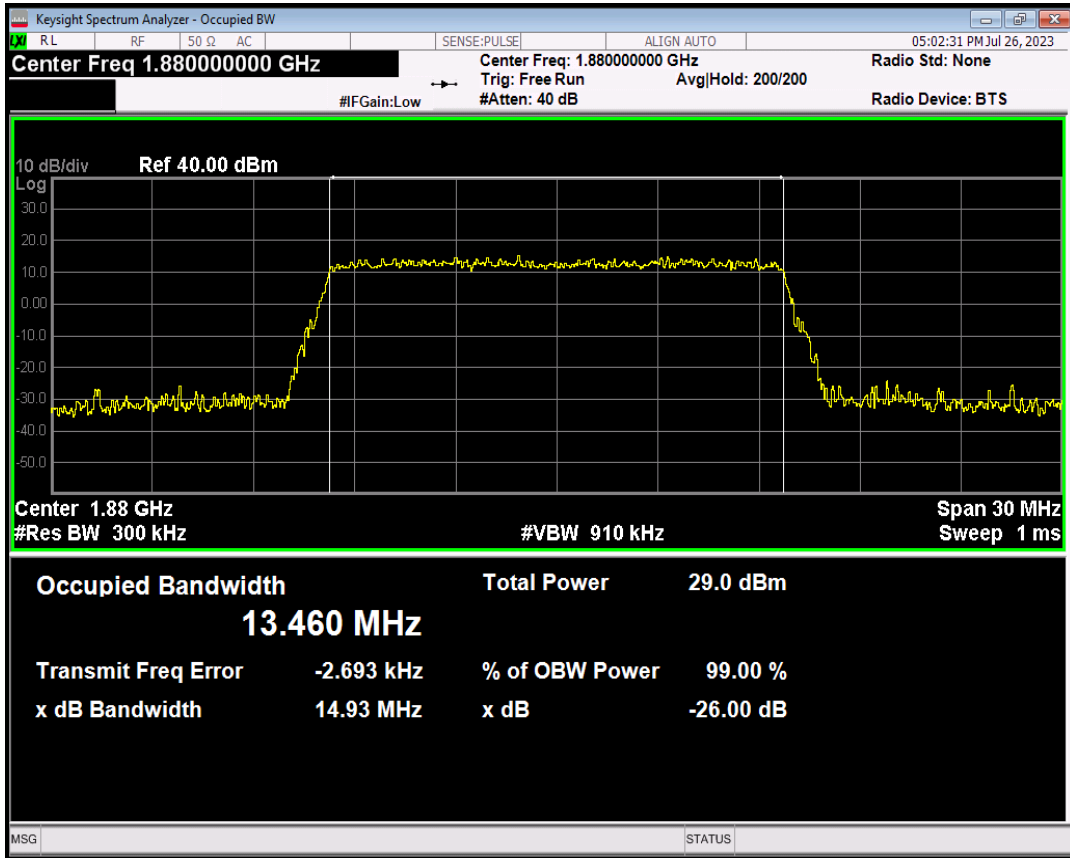 Keysight Spectrum Analyzer - Occupied BW
LXI RL RF 50 Ω AC SENSE:PULSE ALIGN AUTO 05:02:31 PM Jul 26, 2023
Center Freq 1.880000000 GHz Center Freq: 1.880000000 GHz Radio Std: None
Trig: Free Run Avg|Hold: 200/200
#IFGain:Low #Atten: 40 dB Radio Device: BTS
10 dB/div Ref 40.00 dBm
Log
30.0
20.0
10.0
0.00
-10.0
-20.0
-30.0
-40.0
-50.0
Center 1.88 GHz Span 30 MHz
#Res BW 300 kHz #VBW 910 kHz Sweep 1 ms
Occupied Bandwidth Total Power 29.0 dBm
13.460 MHz
Transmit Freq Error -2.693 kHz % of OBW Power 99.00 %
x dB Bandwidth 14.93 MHz x dB -26.00 dB
MSG STATUS